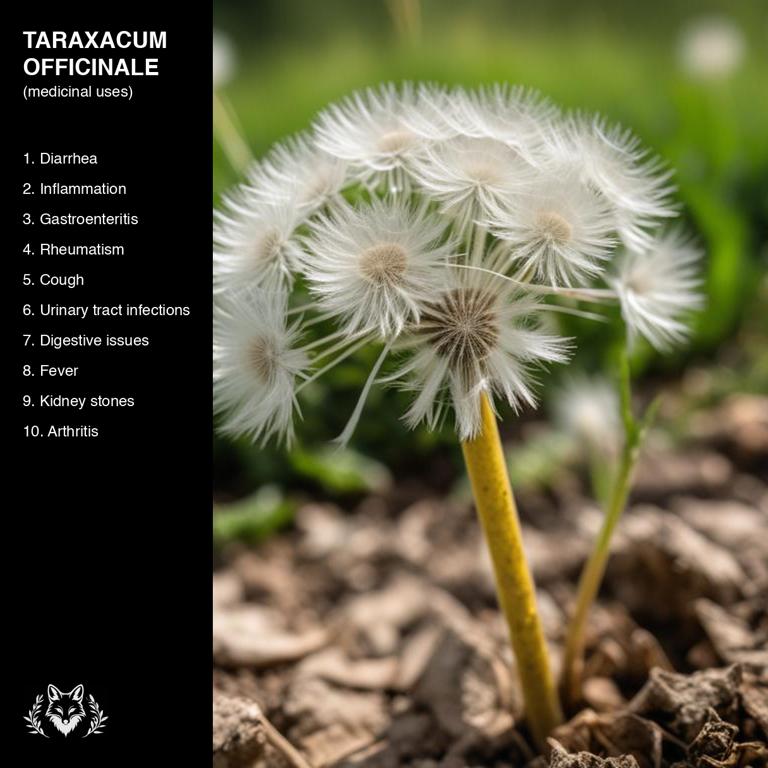 TARAXACUM
OFFICINALE
(medicinal uses)
1. Diarrhea
2. Inflammation
3. Gastroenteritis
4. Rheumatism
5. Cough
6. Urinary tract infections
7. Digestive issues
8. Fever
9. Kidney stones
10. Arthritis